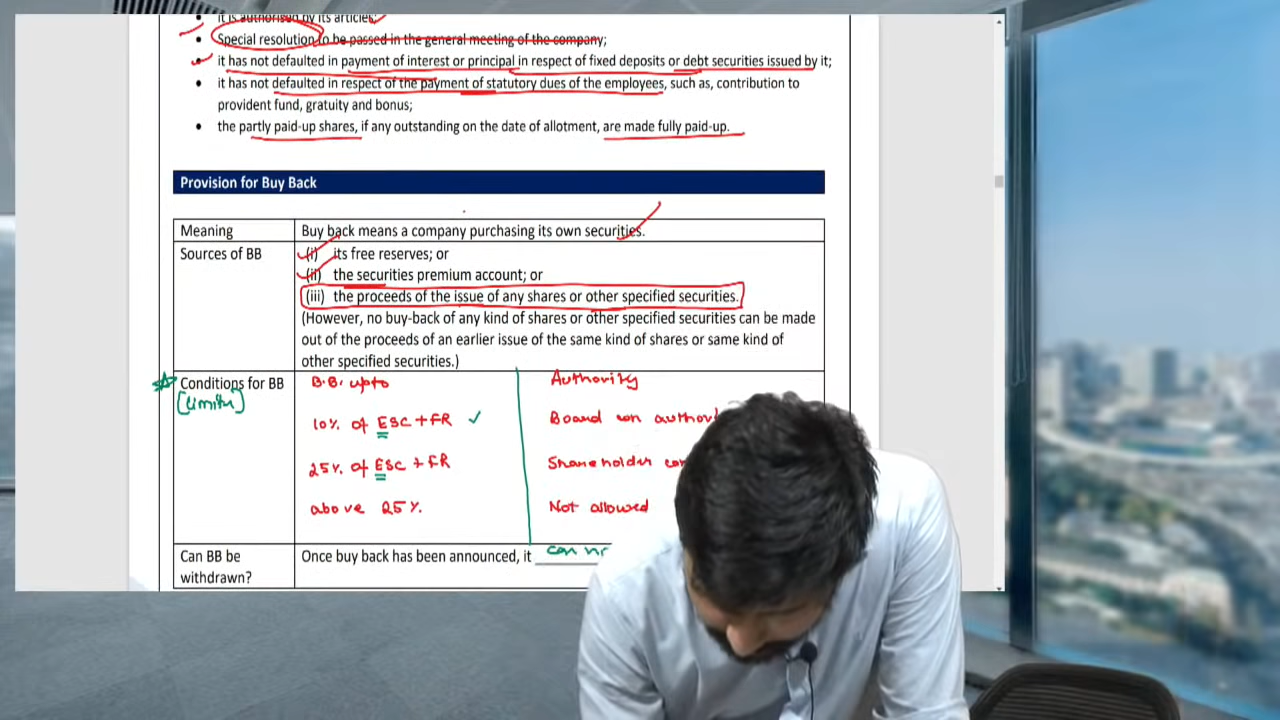 it is authorised by its articles;
Special resolution to be passed in the general meeting of the company;
it has not defaulted in payment of interest or principal in respect of fixed deposits or debt securities issued by it;
it has not defaulted in respect of the payment of statutory dues of the employees, such as, contribution to
provident fund, gratuity and bonus;
the partly paid-up shares, if any outstanding on the date of allotment, are made fully paid-up.
Provision for Buy Back
Meaning Buy back means a company purchasing its own securities.
Sources of BB (i) its free reserves; or
(ii) the securities premium account; or
(iii) the proceeds of the issue of any shares or other specified securities.
(However, no buy-back of any kind of shares or other specified securities can be made
out of the proceeds of an earlier issue of the same kind of shares or same kind of
other specified securities.)
Conditions for BB B.B. upto Authority
(Limits)
10% of ESC + FR Board can
25% of ESC + FR Shareholder
above 25% Not allowed
Can BB be Once buy back has been announced, it can
withdrawn?